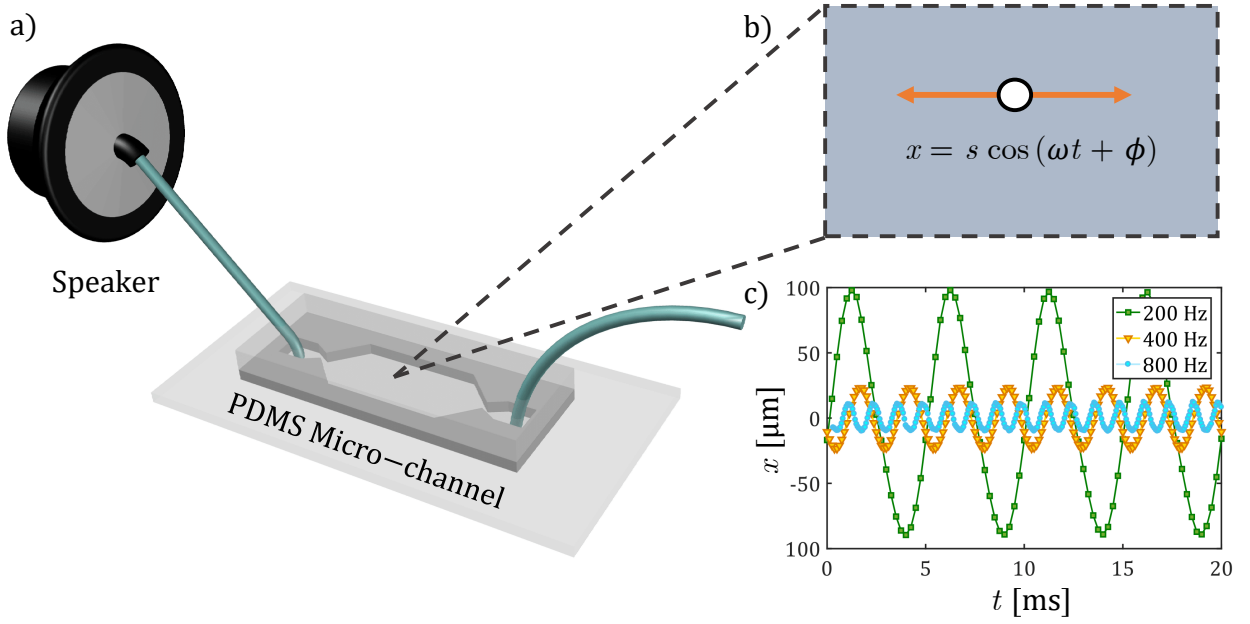 a)
Speaker
PDMS Micro−channel
b)
x = s cos (ωt + ϕ)
c)
x [μm]
100
50
0
-50
100
0
5
10
15
20
t [ms]
200 Hz
400 Hz
800 Hz